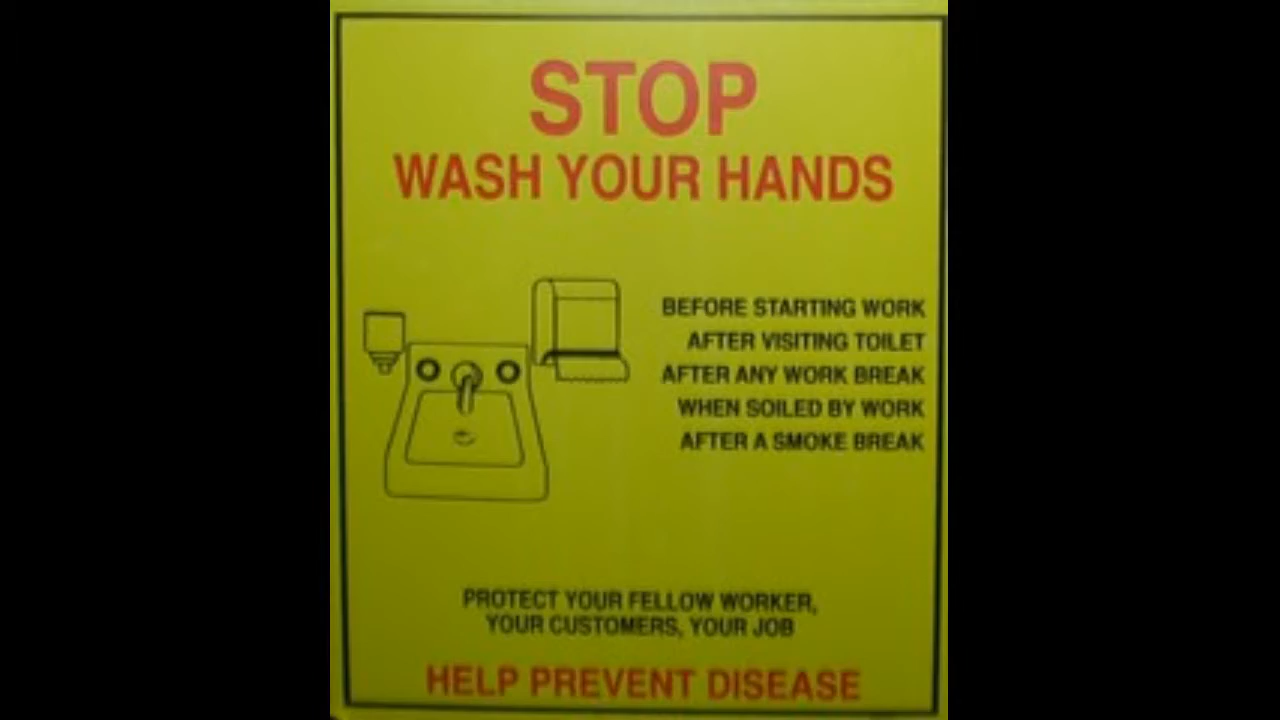 STOP
WASH YOUR HANDS
BEFORE STARTING WORK
AFTER VISITING TOILET
AFTER ANY WORK BREAK
WHEN SOILED BY WORK
AFTER A SMOKE BREAK
PROTECT YOUR FELLOW WORKER,
YOUR CUSTOMERS, YOUR JOB
HELP PREVENT DISEASE